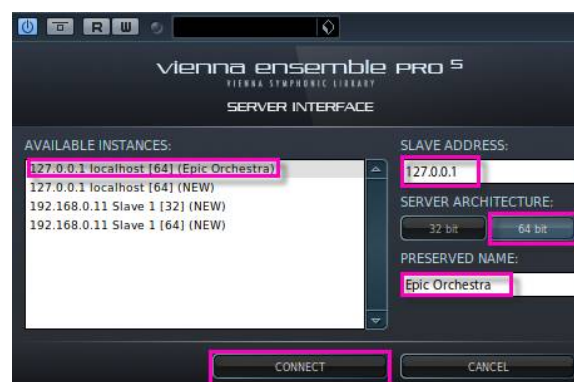 R W
vienna ensemble PRO 5
VIENNA SYMPHONIC LIBRARY
SERVER INTERFACE
AVAILABLE INSTANCES:
127.0.0.1 localhost [64] (Epic Orchestra)
127.0.0.1 localhost [64] (NEW)
192.168.0.11 Slave 1 [32] (NEW)
192.168.0.11 Slave 1 [64] (NEW)
SLAVE ADDRESS:
127.0.0.1
SERVER ARCHITECTURE:
32 bit 64 bit
PRESERVED NAME:
Epic Orchestra
CONNECT CANCEL